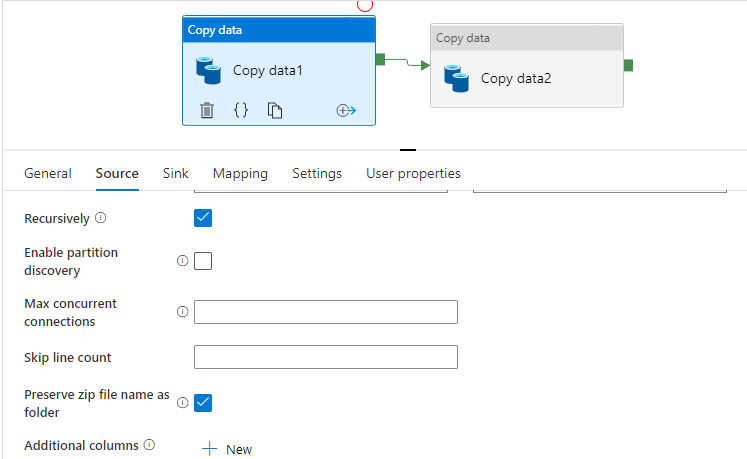 Copy data
Copy data
Copy data1
Copy data2
{}
General Source Sink Mapping Settings User properties
Recursively
Enable partition
discovery
Max concurrent
connections
Skip line count
Preserve zip file name as
folder
Additional columns
New